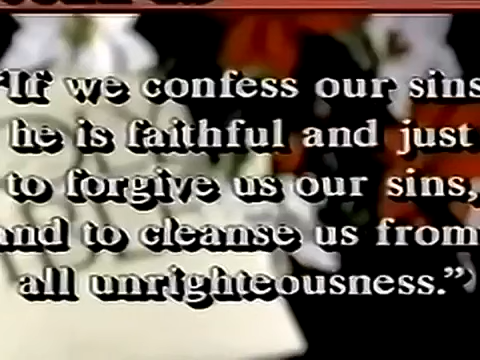 “If we confess our sins
he is faithful and just
to forgive us our sins,
and to cleanse us from
all unrighteousness.”